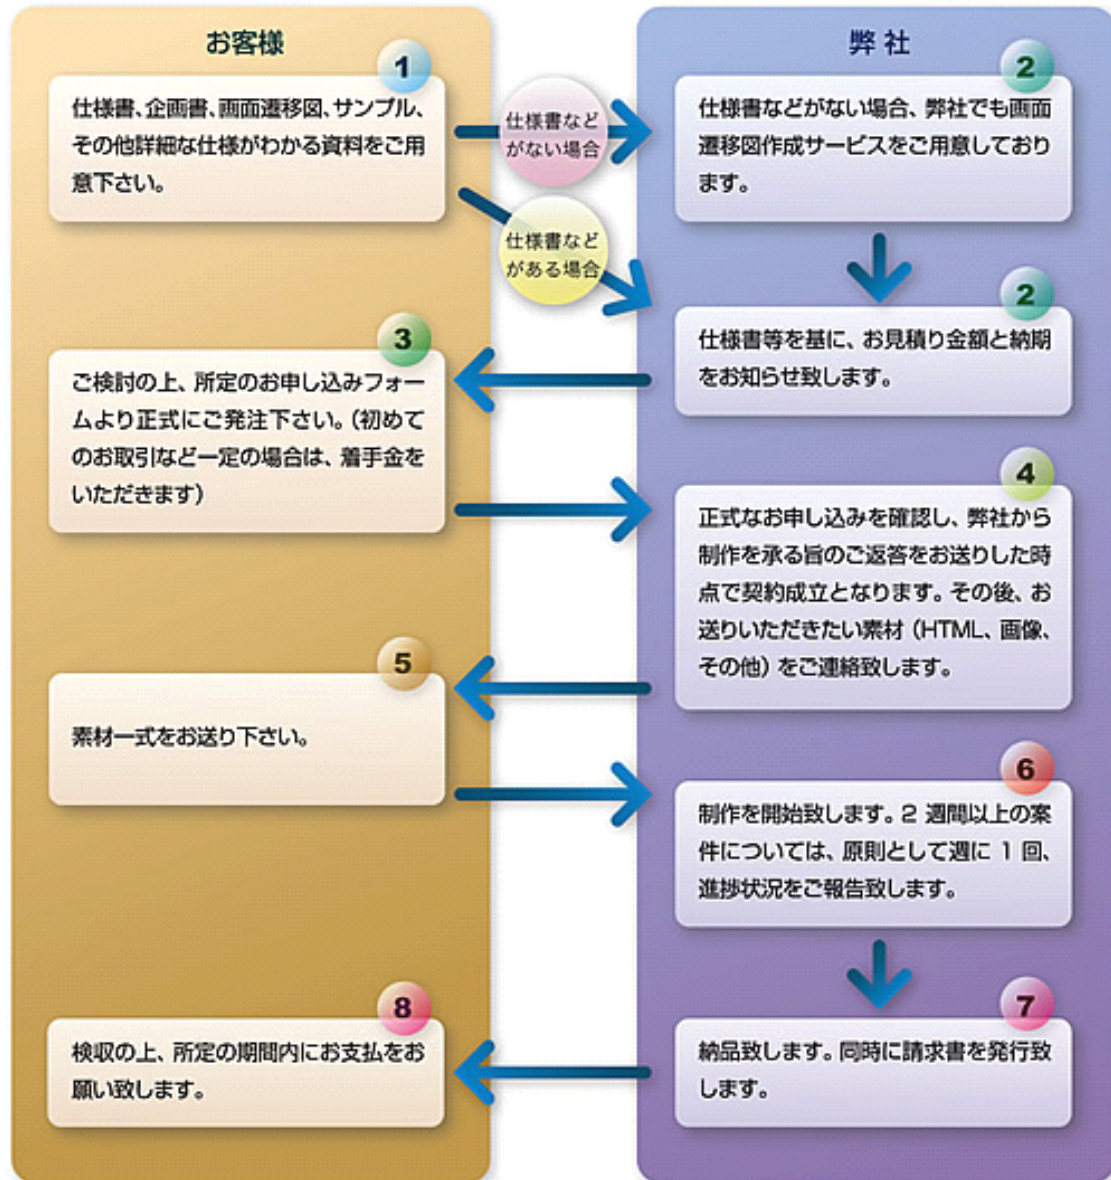 お客様
1
仕様書、企画書、画面遷移図、サンプル、
その他詳細な仕様がわかる資料をご用
意下さい。
仕様書など
がない場合
仕様書など
がある場合
弊社
2
仕様書などがない場合、弊社でも画面
遷移図作成サービスをご用意しており
ます。
2
仕様書等を基に、お見積り金額と納期
をお知らせ致します。
3
ご検討の上、所定のお申し込みフォー
ムより正式にご発注下さい。(初めて
のお取引など一定の場合は、着手金を
いただきます)
4
正式なお申し込みを確認し、弊社から
制作を承る旨のご返答をお送りした時
点で契約成立となります。その後、お
送りいただきたい素材(HTML、画像、
その他)をご連絡致します。
5
素材一式をお送り下さい。
6
制作を開始致します。2 週間以上の案
件については、原則として週に 1 回、
進捗状況をご報告致します。
7
納品致します。同時に請求書を発行致
します。
8
検収の上、所定の期間内にお支払をお
願い致します。